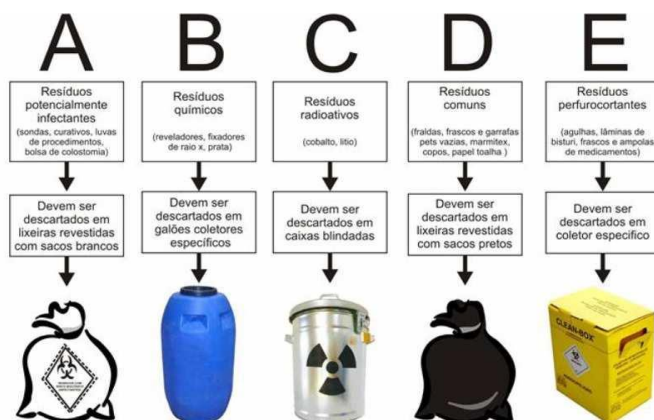 A
B
C
D
E
Resíduos
potencialmente
infectantes
(sondas, curativos, luvas
de procedimentos,
bolsa de colostomia)
Resíduos
químicos
(reveladores, fixadores
de raio x, prata)
Resíduos
radioativos
(cobalto, litio)
Resíduos
comuns
(fraldas, frascos e garrafas
pets vazias, marmitex,
copos, papel toalha )
Resíduos
perfurocortantes
(agulhas, lâminas de
bisturi, frascos e ampolas
de medicamentos)
Devem ser
descartados em
lixeiras revestidas
com sacos brancos
Devem ser
descartados em
galões coletores
específicos
Devem ser
descartados em
caixas blindadas
Devem ser
descartados em
lixeiras revestidas
com sacos pretos
Devem ser
descartados em
coletor especifico
CLEAN-BOX